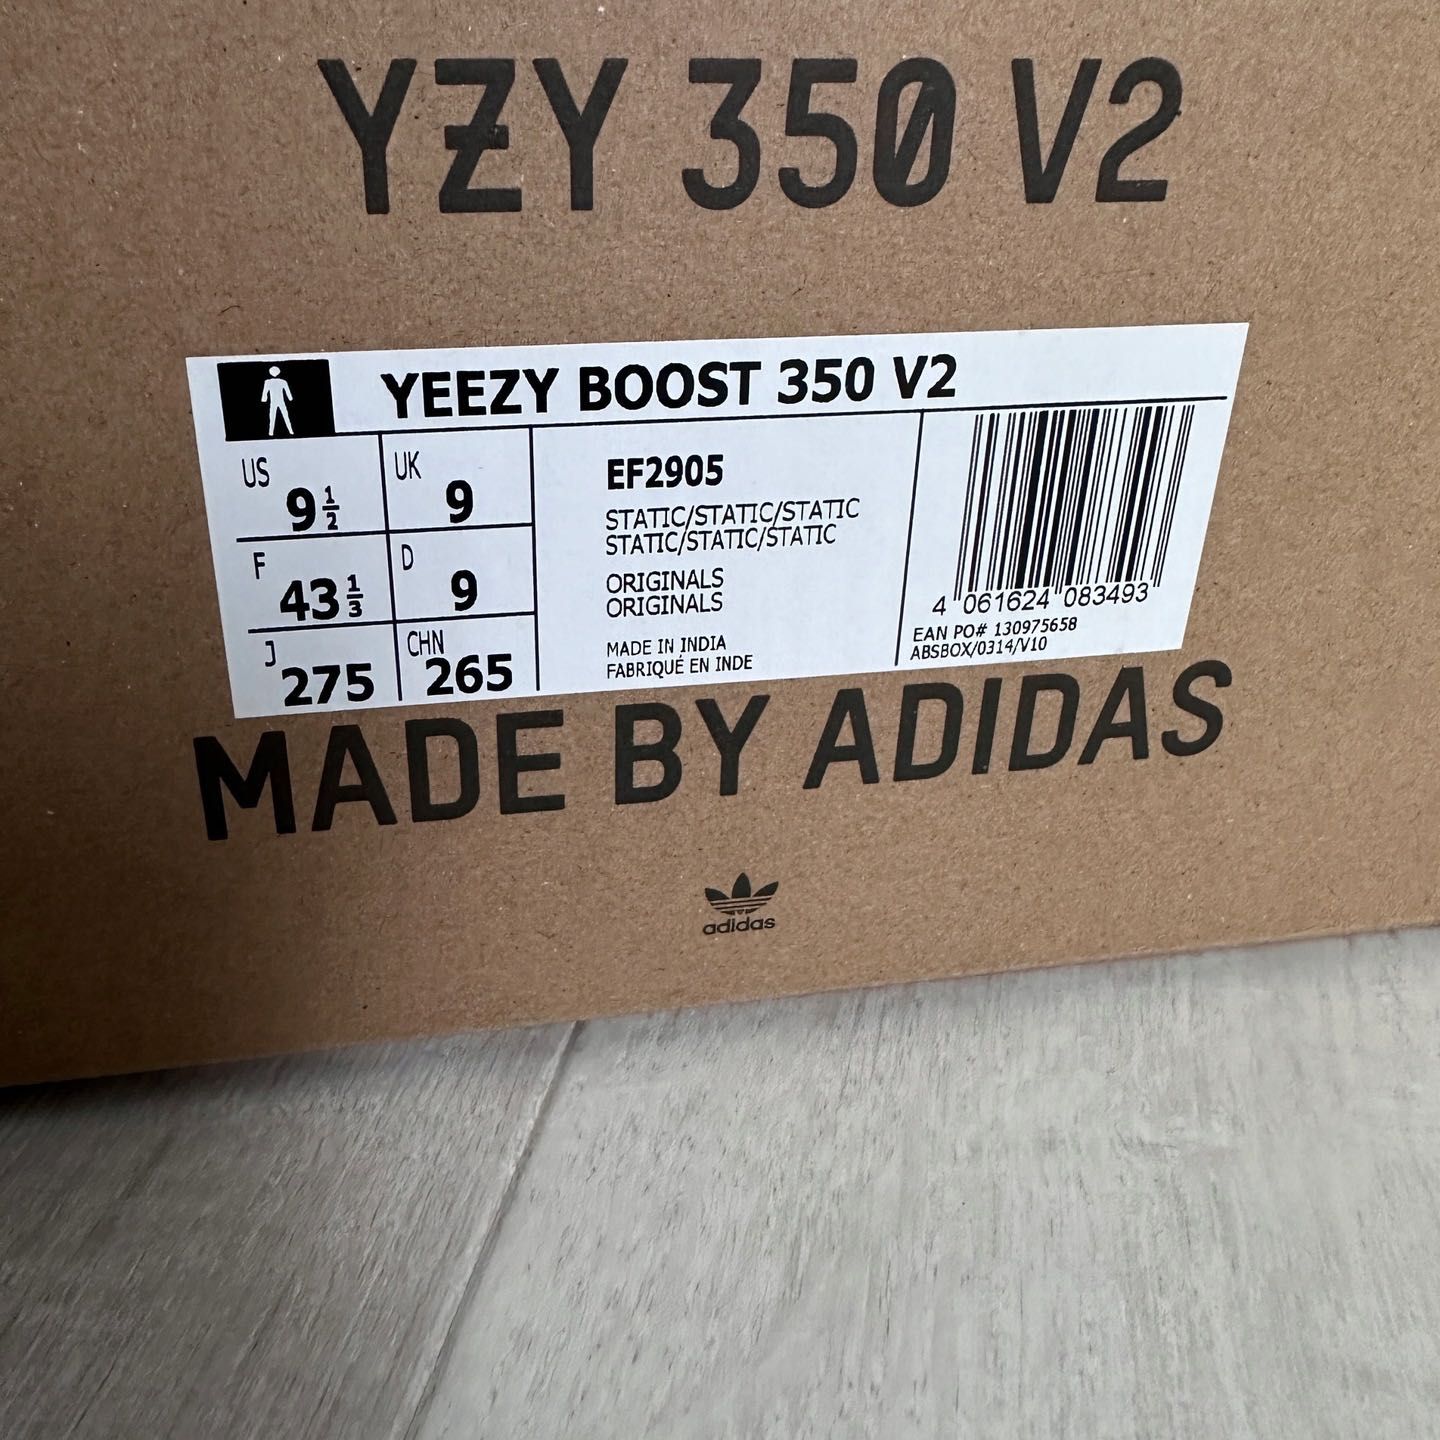 YZY 350 V2
YEEZY BOOST 350 V2
US
9 1/2
UK
9
F
43 1/3
D
9
J
275
CHN
265
EF2905
STATIC/STATIC/STATIC
STATIC/STATIC/STATIC
ORIGINALS
ORIGINALS
MADE IN INDIA
FABRIQUÉ EN INDE
4 061624 083493
EAN PO# 130975658
ABSBOX/0314/V10
MADE BY ADIDAS
adidas